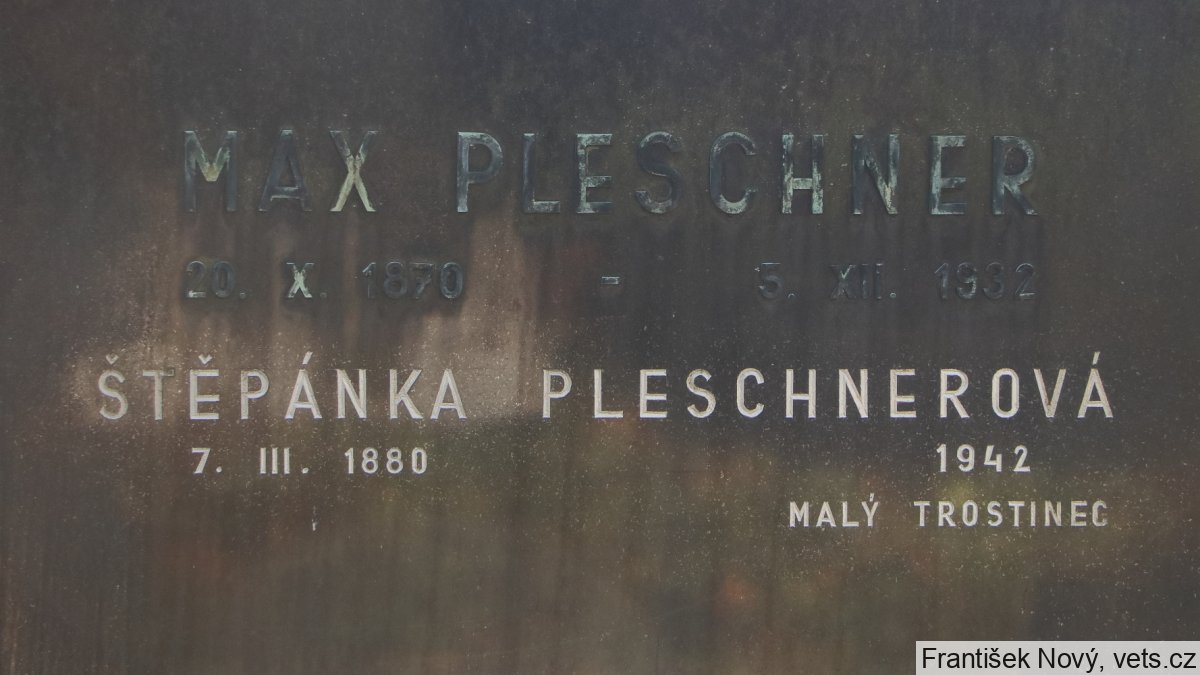 MAX PLESCHNER
20. X. 1870 - 5. XII. 1932
ŠTĚPÁNKA PLESCHNEROVÁ
7. III. 1880 1942
MALÝ TROSTINEC
František Nový, vets.cz